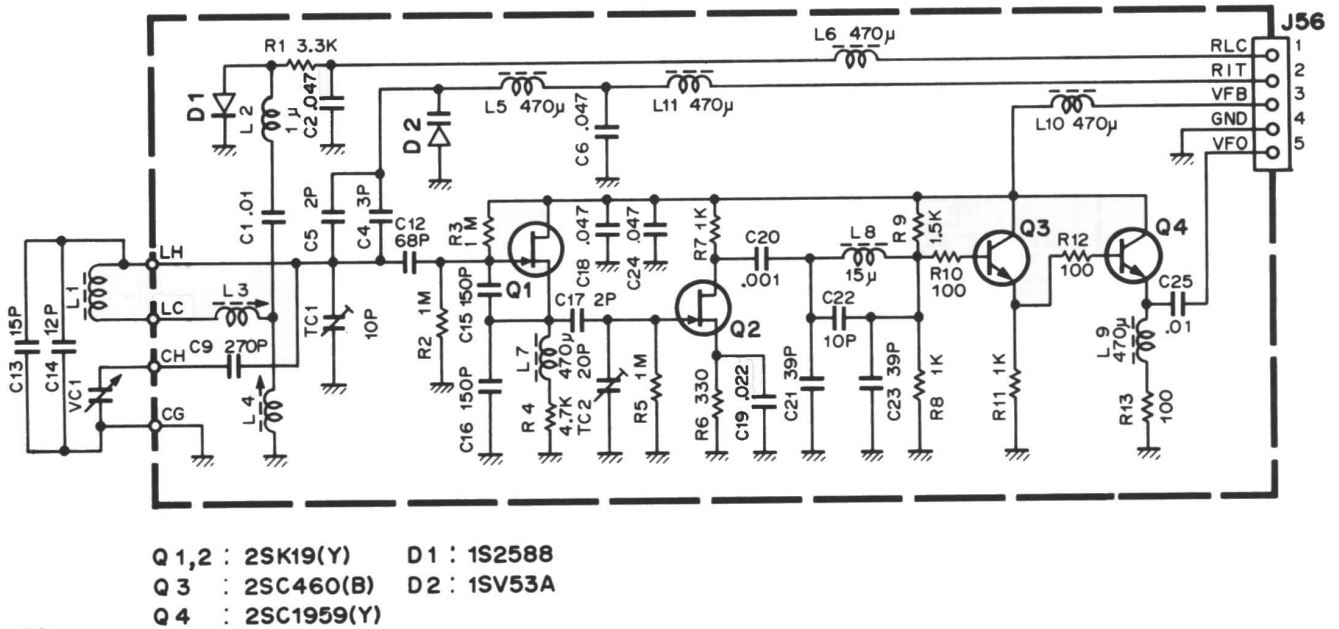 J56
L6 470μ
RLC 1
R1 3.3K
RIT 2
D1
L2
1μ
C2 .047
L5 470μ
L11 470μ
VFB 3
L10 470μ
GND 4
D2
C6 .047
VFO 5
C1 .01
C5 2P
C4 3P
C12
68P
R3 1M
C18 .047
C24 .047
R7 1K
C20
.001
L8
15μ
R9 1.5K
Q3
R12
100
Q4
LH
L1
L3
LC
Q1
R10
100
C25
.01
C13 15P
C14 12P
TC1
10P
R2 1M
C15 150P
C17 2P
Q2
C22
10P
CH
C9 270P
VC1
L4
CG
C16 150P
L7
470μ
R4
4.7K
20P
TC2
R5 1M
R6 330
C19 .022
C21 39P
C23 39P
R8 1K
R11 1K
L9
470μ
R13
100
Q1,2 : 2SK19(Y) D1 : 1S2588
Q3 : 2SC460(B) D2 : 1SV53A
Q4 : 2SC1959(Y)